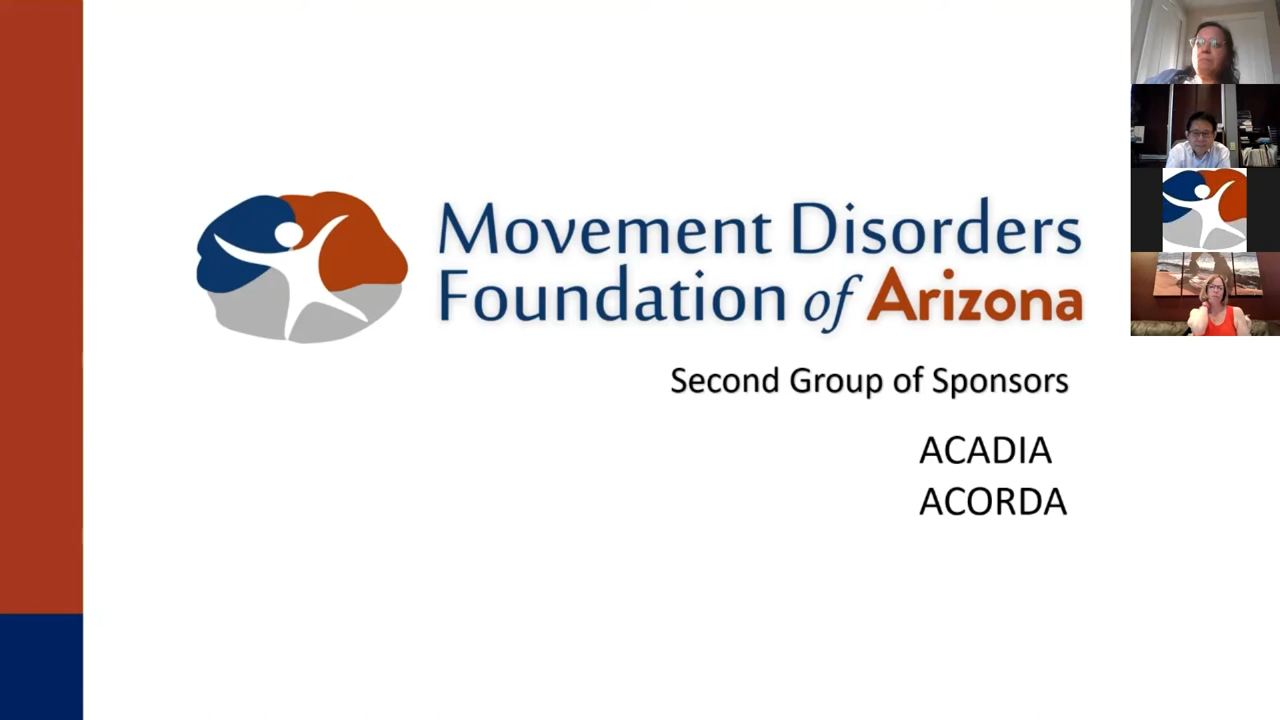 Movement Disorders
Foundation of Arizona
Second Group of Sponsors
ACADIA
ACORDA